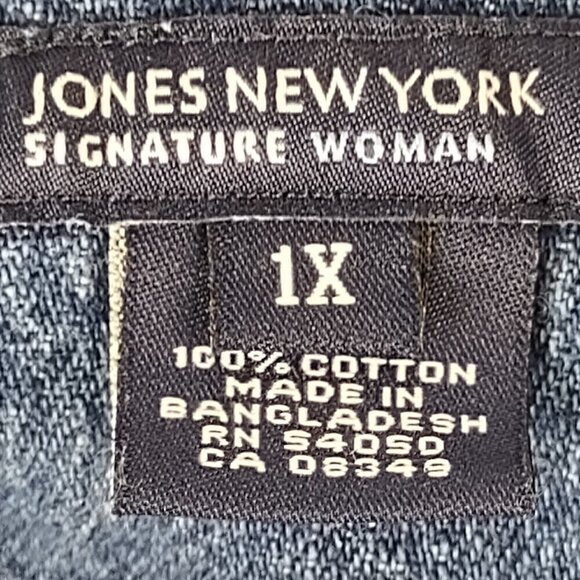 JONES NEW YORK
SIGNATURE WOMAN
1X
100% COTTON
MADE IN
BANGLADESH
RN 54050
CA 08349